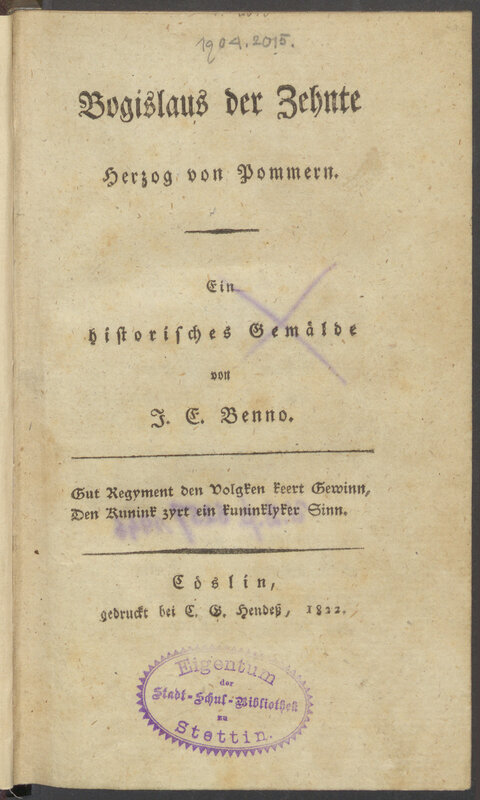 1904.2015.
Bogislaus der Zehnte
Herzog von Pommern.
Ein
historisches Gemälde
von
J. E. Benno.
Gut Regyment den Volgken keert Gewinn,
Den Kunink zyrt ein kuninklyker Sinn.
Cöslin,
gedruckt bei C. G. Hendeß, 1822.
Eigentum
der
Stadt-Schul-Bibliothek
zu
Stettin.